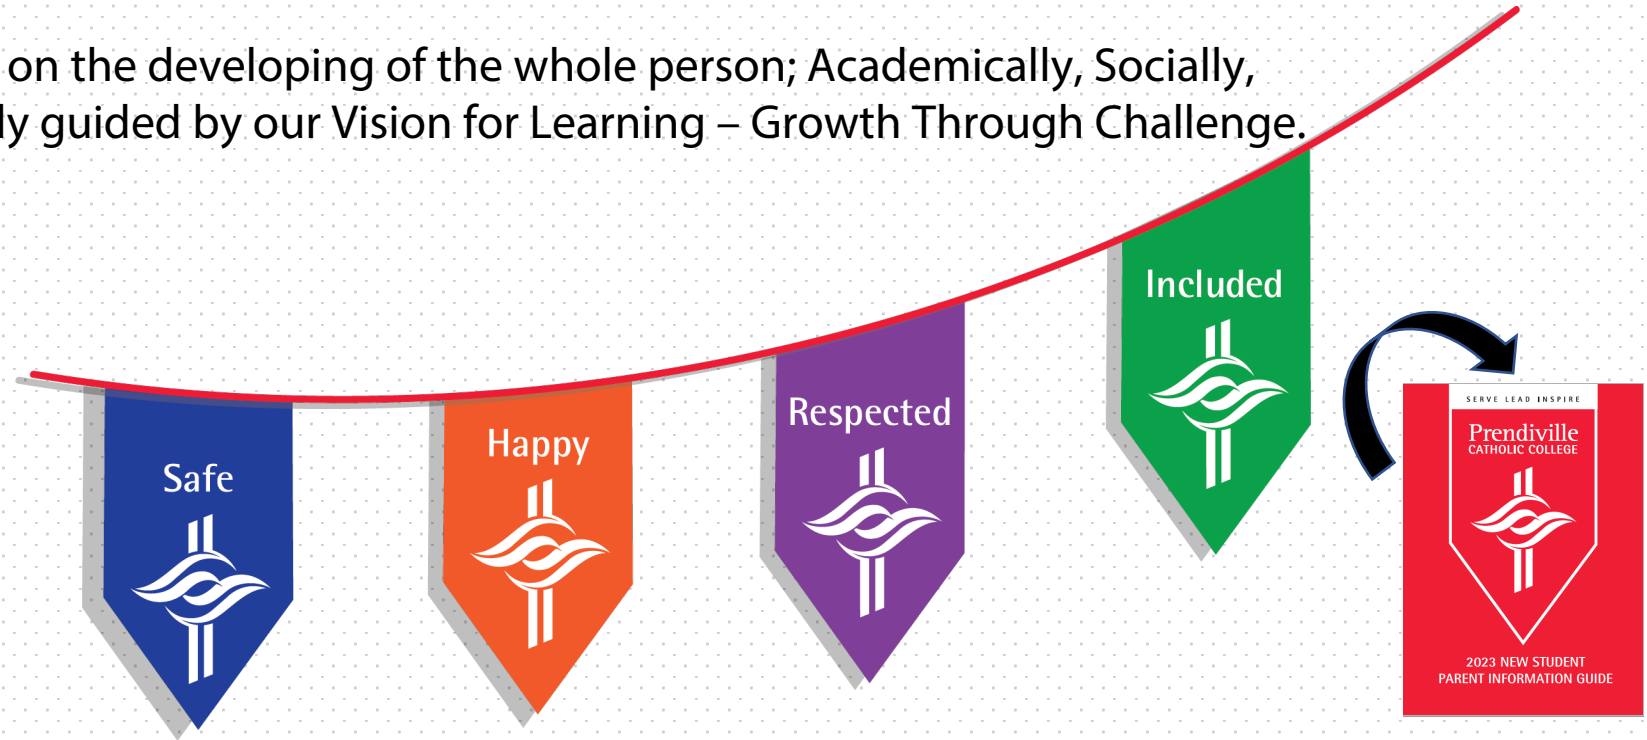 on the developing of the whole person; Academically, Socially,
ly guided by our Vision for Learning – Growth Through Challenge.
Included
Respected
Happy
Safe
SERVE LEAD INSPIRE
Prendiville
CATHOLIC COLLEGE
2023 NEW STUDENT
PARENT INFORMATION GUIDE